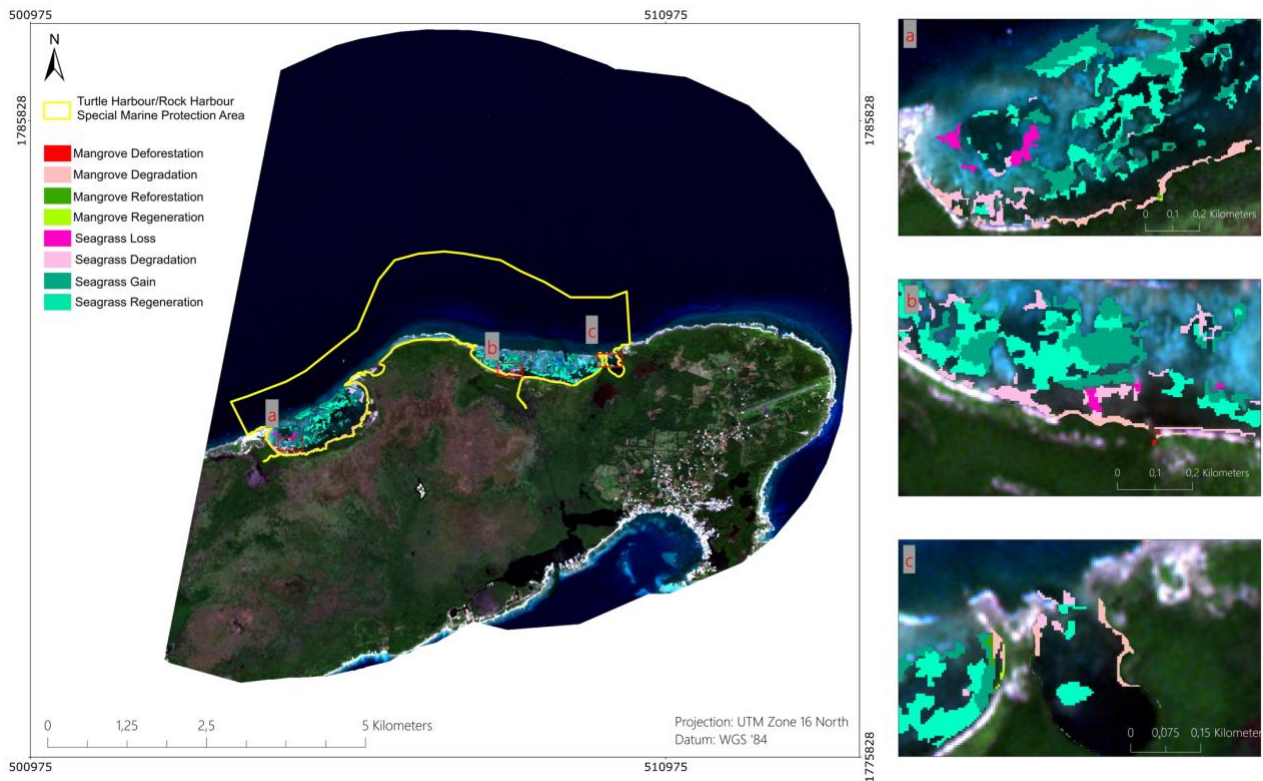 500975
510975
1785828
1785828
N
Turtle Harbour/Rock Harbour
Special Marine Protection Area
Mangrove Deforestation
Mangrove Degradation
Mangrove Reforestation
Mangrove Regeneration
Seagrass Loss
Seagrass Degradation
Seagrass Gain
Seagrass Regeneration
a
b
c
0 1,25 2,5 5 Kilometers
Projection: UTM Zone 16 North
Datum: WGS '84
510975
1775828
a
0 0,1 0,2 Kilometers
b
0 0,1 0,2 Kilometers
c
0 0,075 0,15 Kilometer